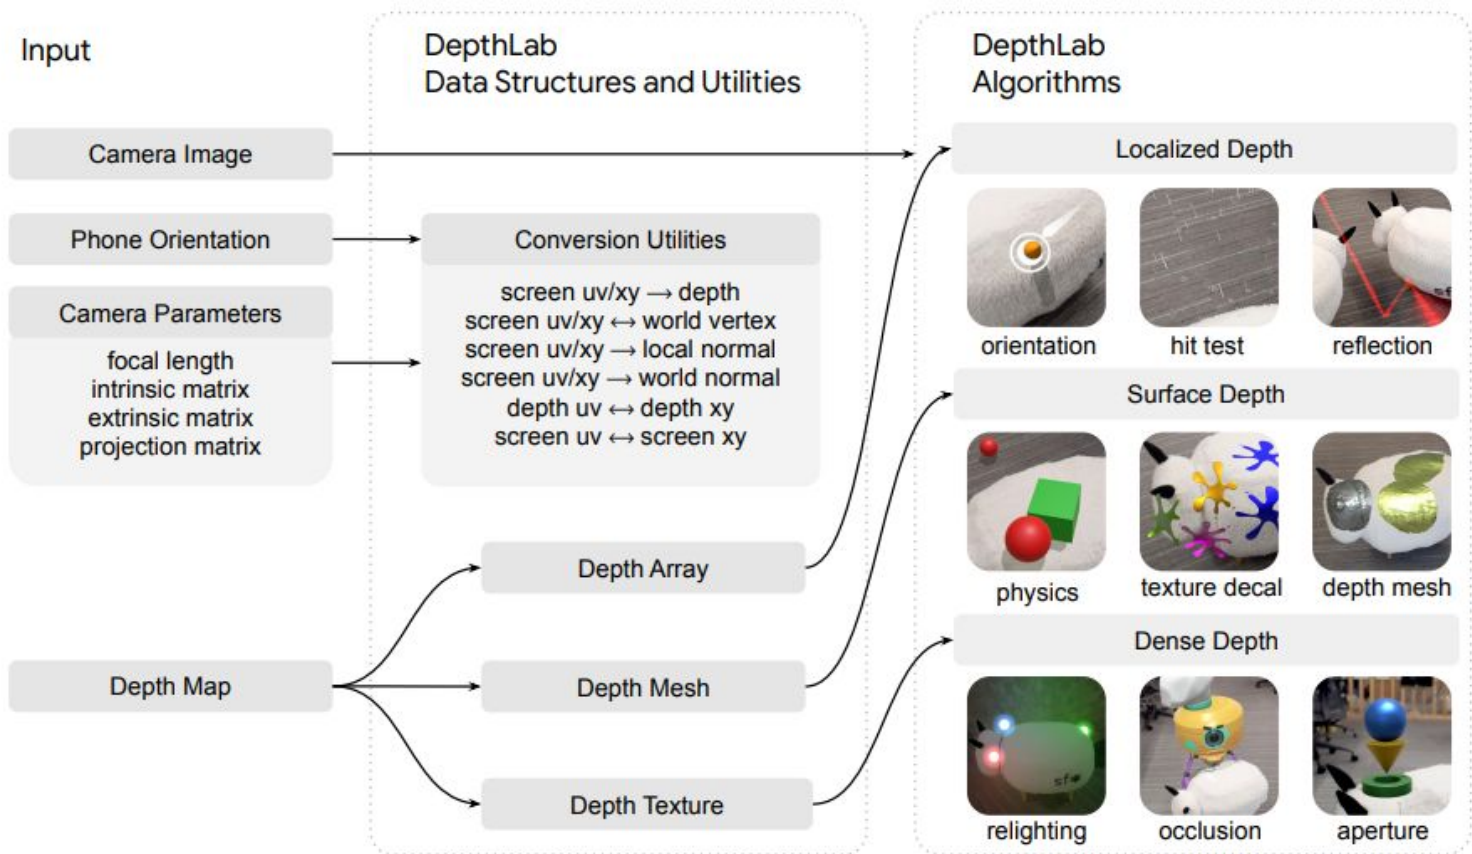 Input
Camera Image
Phone Orientation
Camera Parameters
focal length
intrinsic matrix
extrinsic matrix
projection matrix
Depth Map
DepthLab
Data Structures and Utilities
Conversion Utilities
screen uv/xy → depth
screen uv/xy ↔ world vertex
screen uv/xy → local normal
screen uv/xy → world normal
depth uv ↔ depth xy
screen uv ↔ screen xy
Depth Array
Depth Mesh
Depth Texture
DepthLab
Algorithms
Localized Depth
orientation
hit test
reflection
Surface Depth
physics
texture decal
depth mesh
Dense Depth
relighting
occlusion
aperture